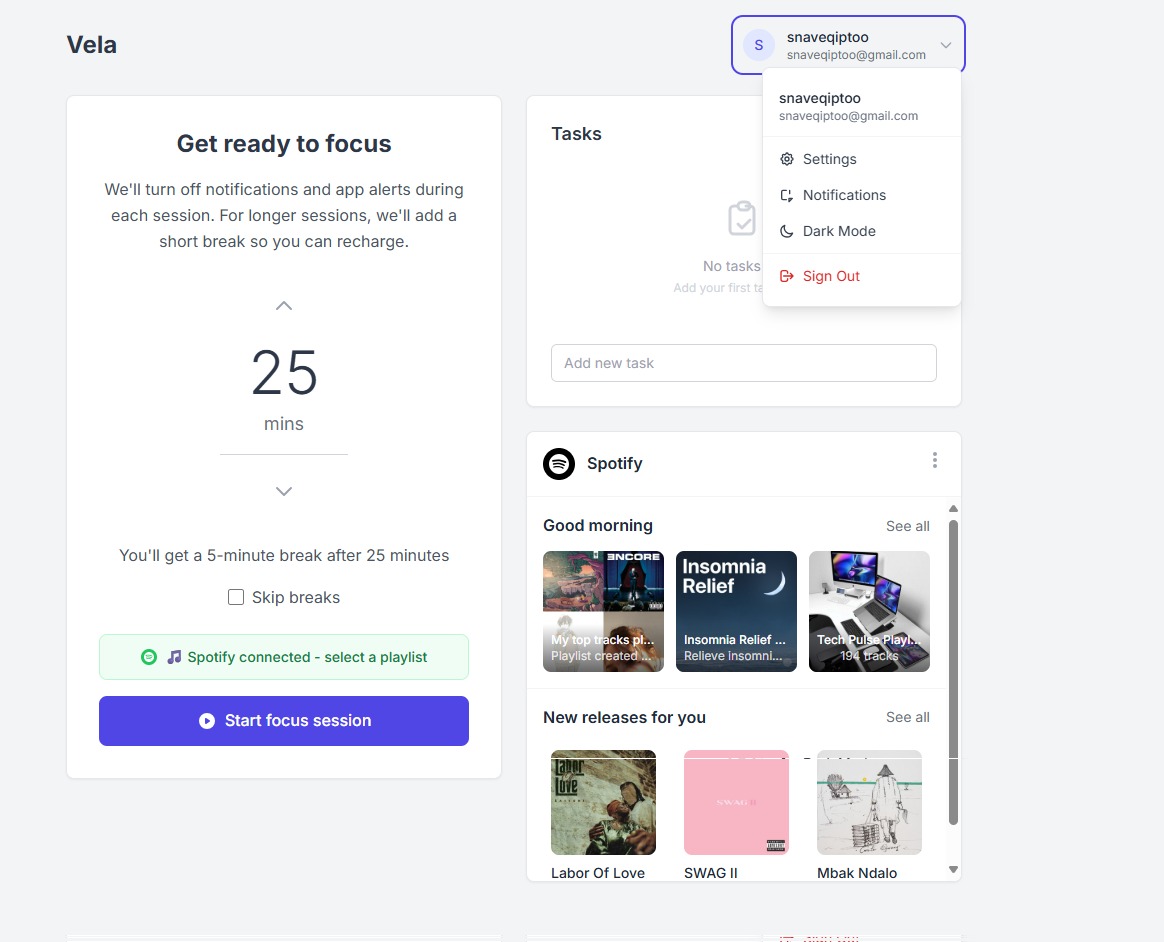 Vela
S
snaveqiptoo
snaveqiptoo@gmail.com
snaveqiptoo
snaveqiptoo@gmail.com
Settings
Notifications
Dark Mode
Sign Out
Get ready to focus
We'll turn off notifications and app alerts during
each session. For longer sessions, we'll add a
short break so you can recharge.
25
mins
You'll get a 5-minute break after 25 minutes
Skip breaks
Spotify connected - select a playlist
Start focus session
Tasks
No tasks
Add your first
Add new task
Spotify
Good morning
See all
ENCORE
My top tracks pl...
Playlist created ...
Insomnia
Relief
Insomnia Relief ...
Relieve insomni...
Tech Pulse Playl...
194 tracks
New releases for you
See all
Labor
of
Love
SWAG II
Labor Of Love
SWAG II
Mbak Ndalo